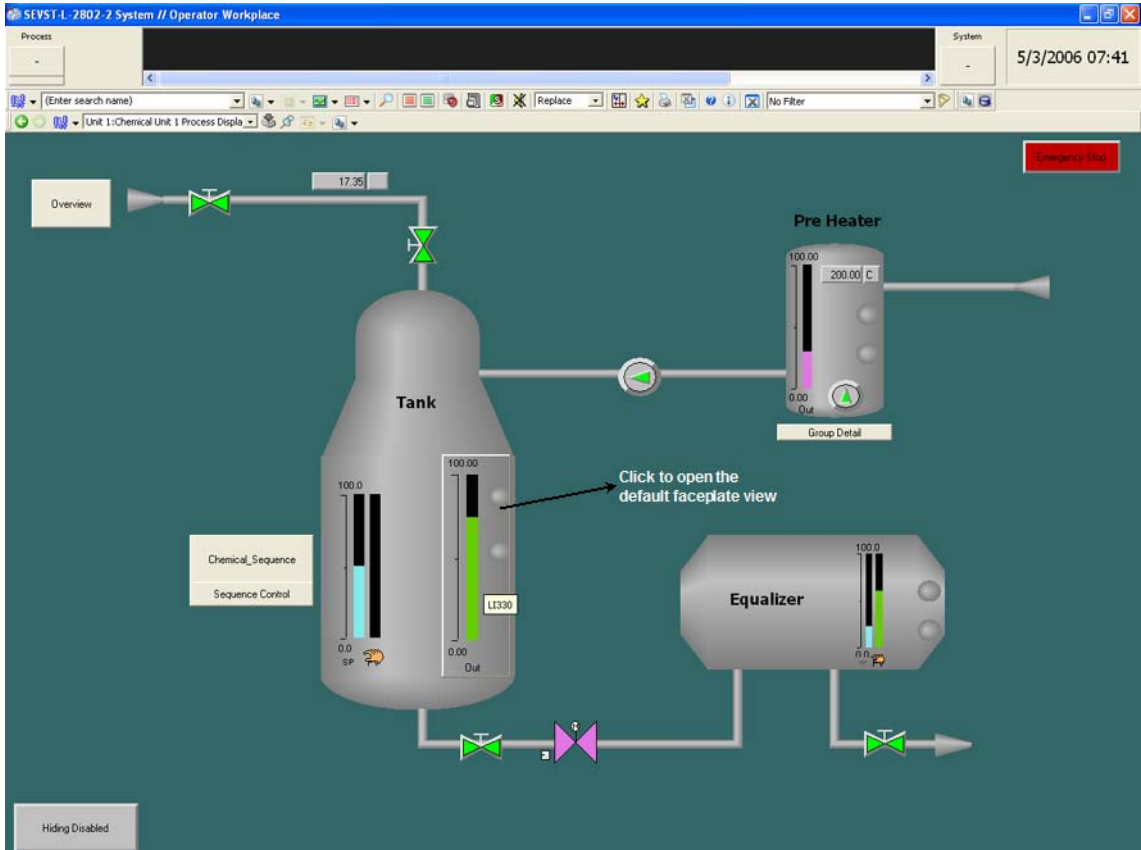 SEVST-L-2802-2 System // Operator Workplace
Process
-
System
-
5/3/2006 07:41
(Enter search name)
Replace
No Filter
Unit 1:Chemical Unit 1 Process Displa
Emergency Stop
Overview
17.35
Pre Heater
100.00
200.00 C
0.00
Out
Group Detail
Tank
100.00
Click to open the
default faceplate view
100.0
Chemical_Sequence
Sequence Control
LI330
0.0
SP
0.00
Out
100.0
Equalizer
0.0
Hiding Disabled